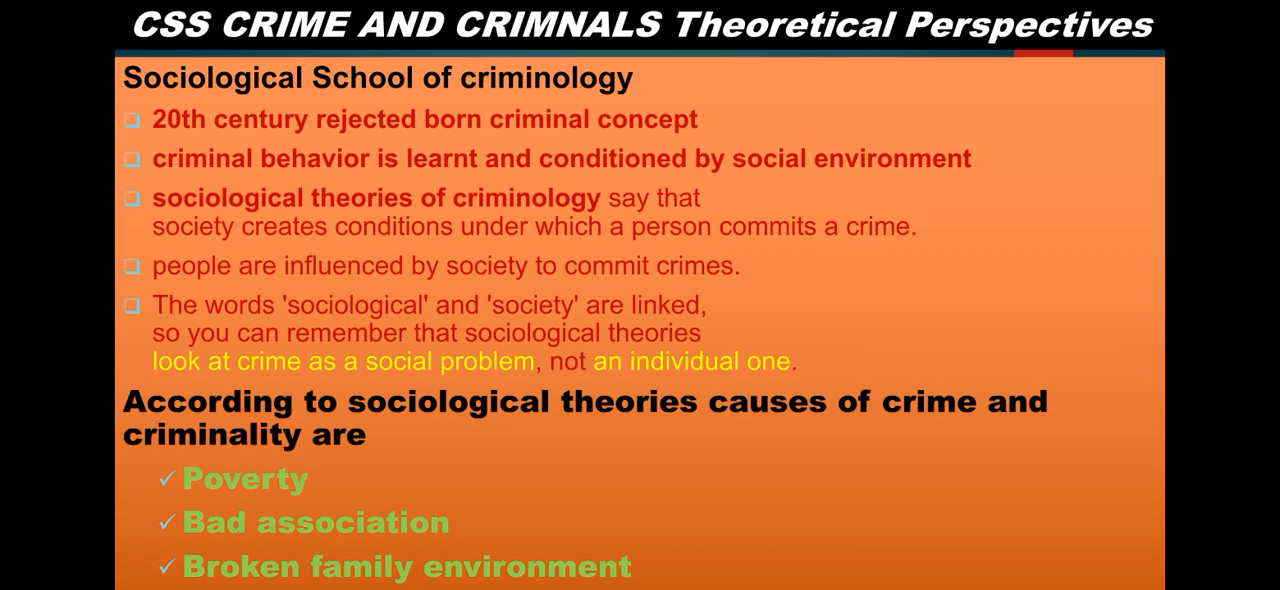 CSS CRIME AND CRIMNALS Theoretical Perspectives
Sociological School of criminology
20th century rejected born criminal concept
criminal behavior is learnt and conditioned by social environment
sociological theories of criminology say that
society creates conditions under which a person commits a crime.
people are influenced by society to commit crimes.
The words 'sociological' and 'society' are linked,
so you can remember that sociological theories
look at crime as a social problem, not an individual one.
According to sociological theories causes of crime and
criminality are
Poverty
Bad association
Broken family environment